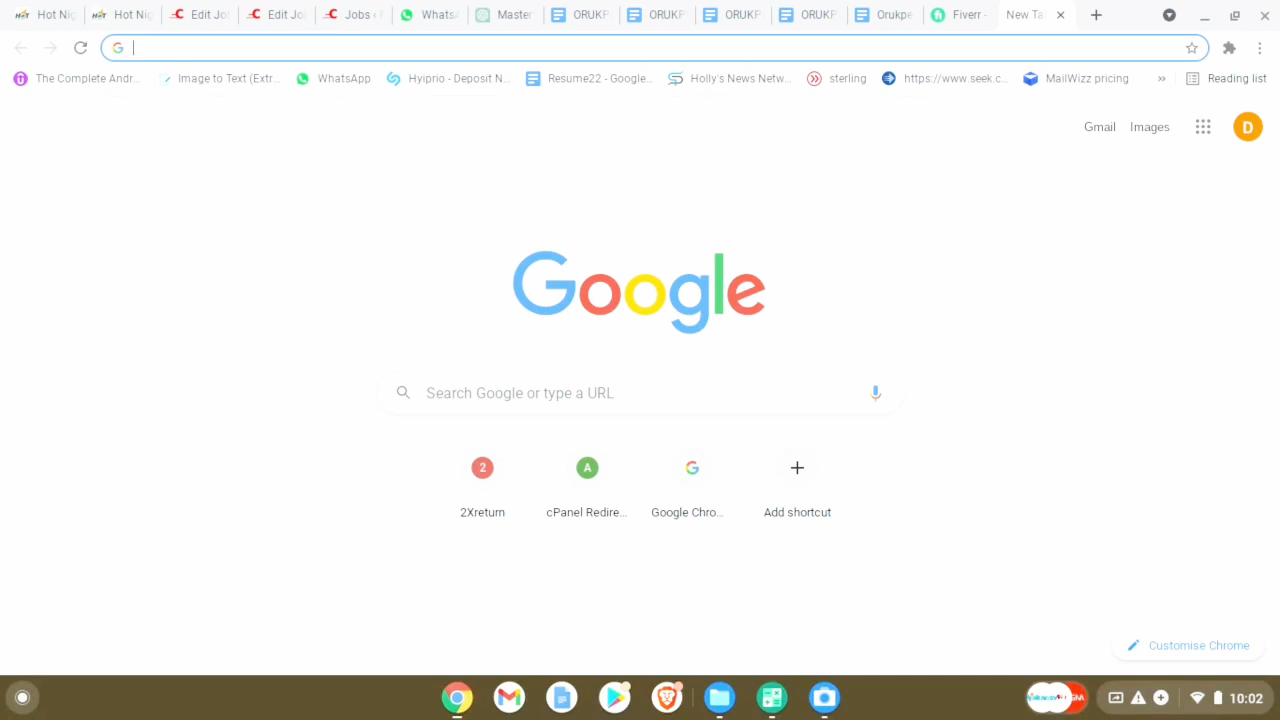 Hot Nig Hot Nig Edit Jo Edit Jo Jobs ‹ WhatsA Master ORUKP ORUKP ORUKP ORUKP Orukpe Fiverr - New Ta
The Complete Andr... Image to Text (Extr... WhatsApp Hyiprio - Deposit N... Resume22 - Google... Holly's News Netw... sterling https://www.seek.c... MailWizz pricing » Reading list
Gmail Images D
Google
Search Google or type a URL
2 A
2Xreturn cPanel Redire... Google Chro... Add shortcut
Customise Chrome
10:02